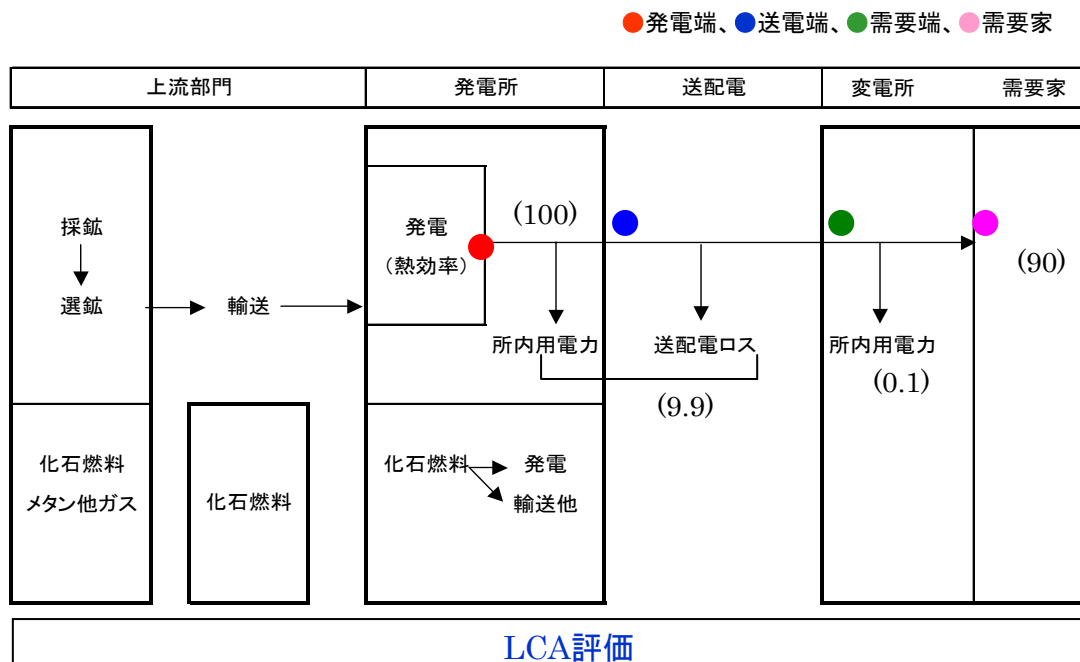 ●発電端、●送電端、●需要端、●需要家
上流部門 発電所 送配電 変電所 需要家
採鉱
選鉱
輸送
発電
(熱効率)
(100)
(90)
所内用電力
送配電ロス
所内用電力
(9.9)
(0.1)
化石燃料
メタン他ガス
化石燃料
化石燃料
発電
輸送他
LCA評価